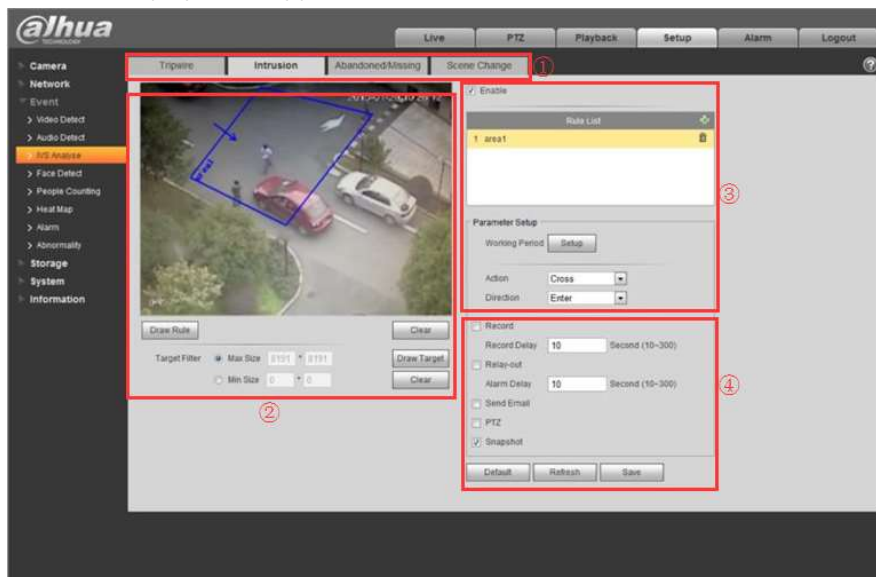 alhua
TECHNOLOGY
Live PTZ Playback Setup Alarm Logout
Camera
Network
Event
Video Detect
Audio Detect
IVS Analyse
Face Detect
People Counting
Heat Map
Alarm
Abnormality
Storage
System
Information
Tripwire Intrusion Abandoned/Missing Scene Change ①
?
area1
Draw Rule Clear
Target Filter Max Size 8191 * 8191 Draw Target
Min Size 0 * 0 Clear
②
Enable
Rule List
1 area1
③
Parameter Setup
Working Period Setup
Action Cross
Direction Enter
Record
Record Delay 10 Second (10~300)
Relay-out
Alarm Delay 10 Second (10~300)
④
Send Email
PTZ
Snapshot
Default Refresh Save